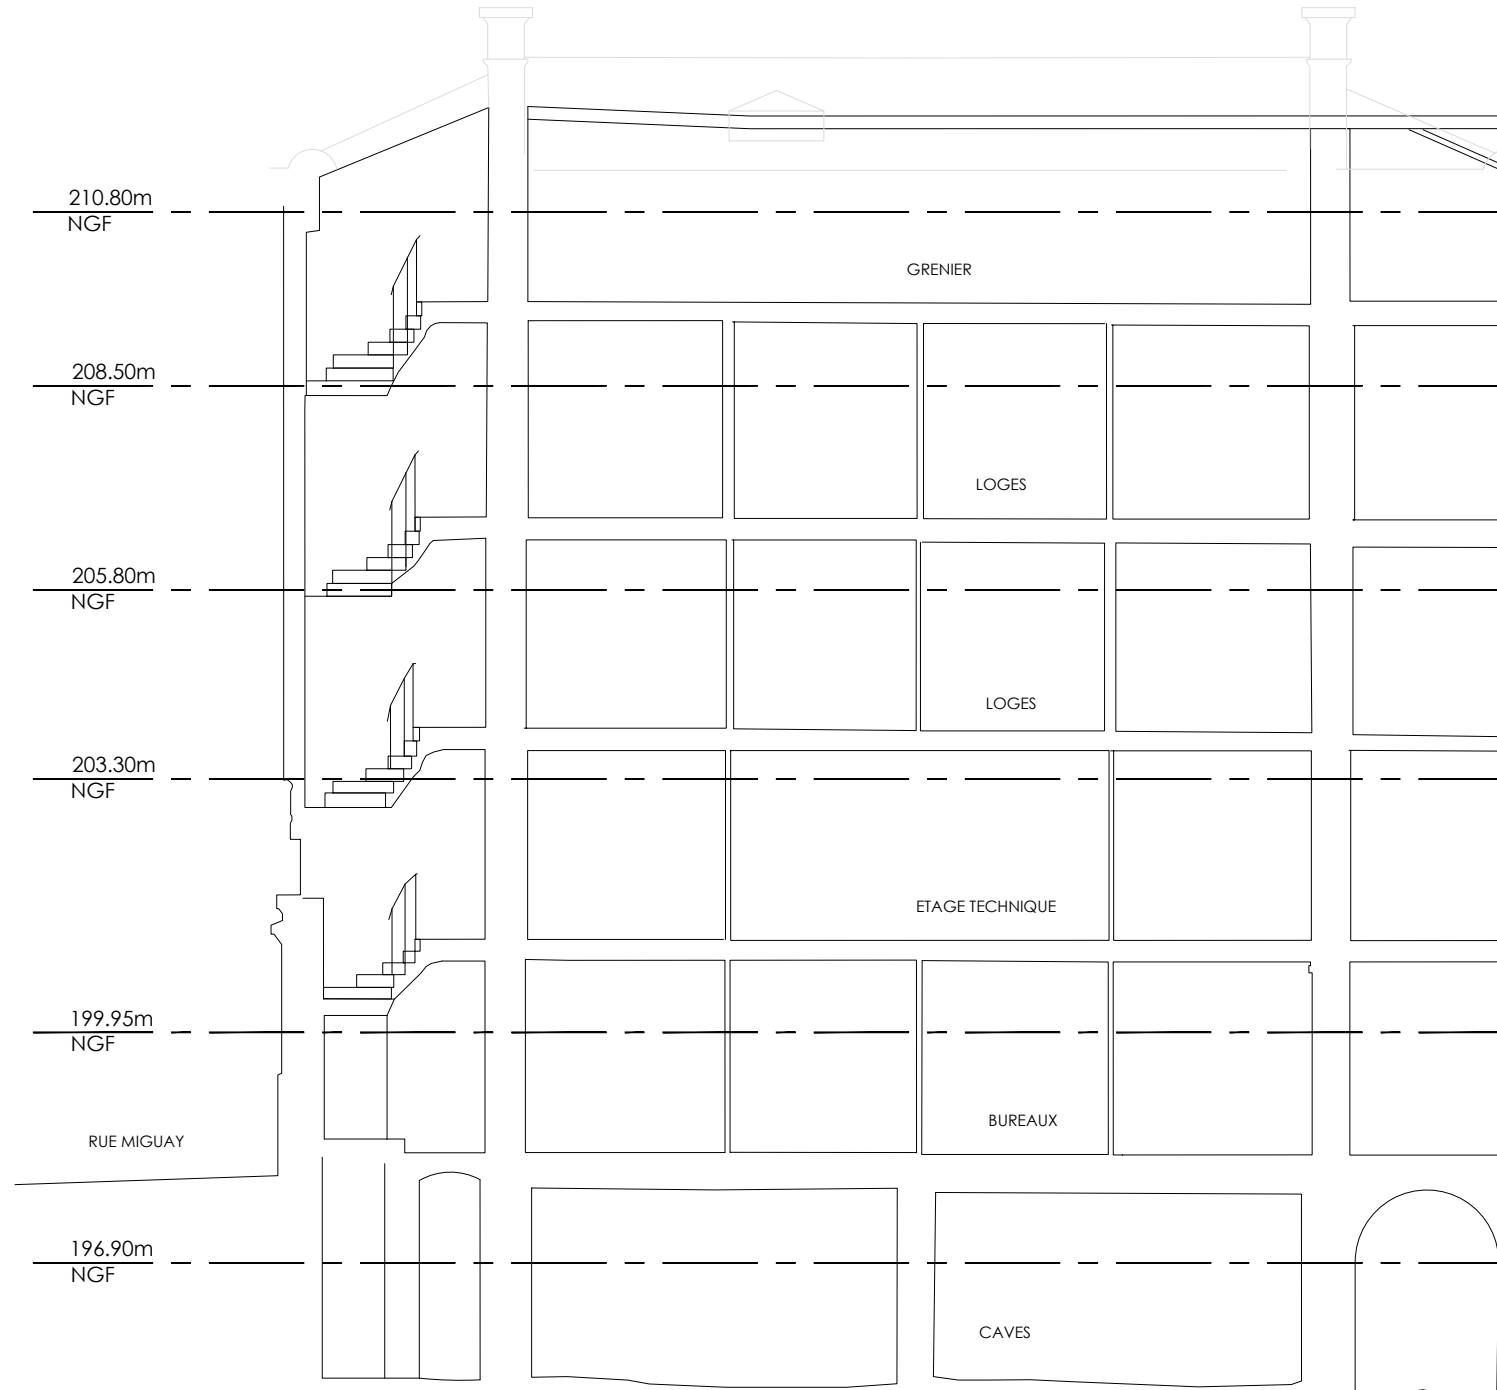 210.80m
NGF
GRENIER
208.50m
NGF
LOGES
205.80m
NGF
LOGES
203.30m
NGF
ETAGE TECHNIQUE
199.95m
NGF
BUREAUX
RUE MIGUAY
196.90m
NGF
CAVES